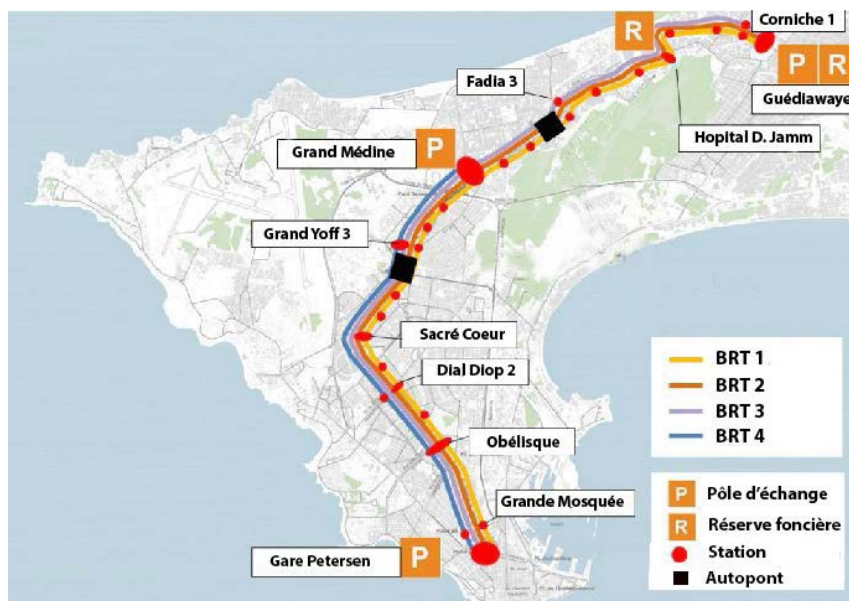 Corniche 1
R
P R
Fadia 3
Guédiawaye
Hopital D. Jamm
Grand Médine
P
Grand Yoff 3
Sacré Coeur
Dial Diop 2
BRT 1
BRT 2
BRT 3
BRT 4
Obélisque
Grande Mosquée
P Pôle d'échange
R Réserve foncière
Station
Autopont
Gare Petersen
P